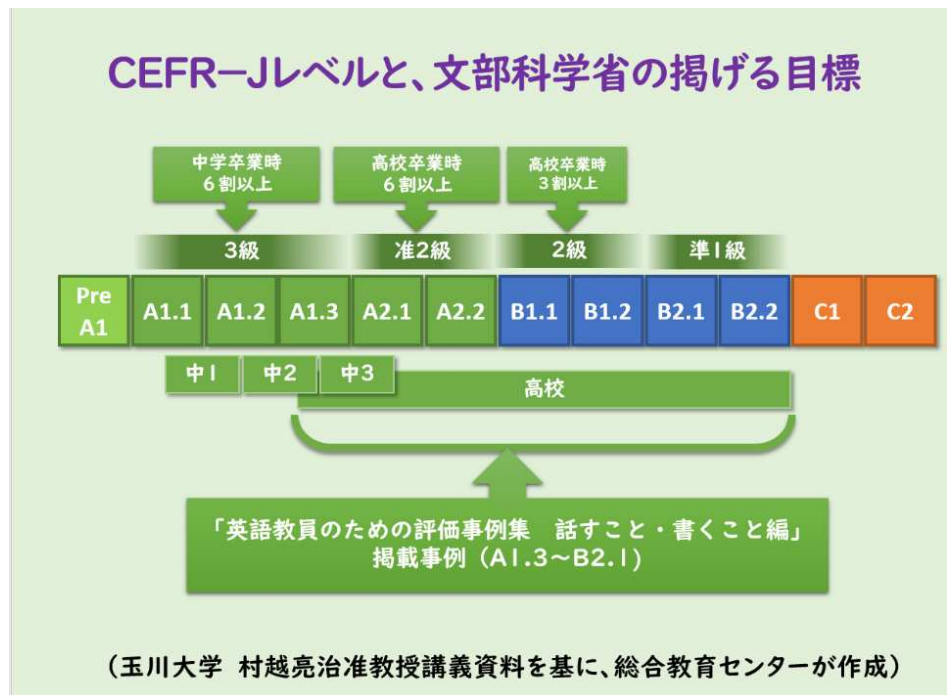 CEFR－Jレベルと、文部科学省の掲げる目標
中学卒業時
６割以上
高校卒業時
６割以上
高校卒業時
３割以上
3級
准2級
2級
準1級
Pre
A1
A1.1
A1.2
A1.3
A2.1
A2.2
B1.1
B1.2
B2.1
B2.2
C1
C2
中1
中2
中3
高校
「英語教員のための評価事例集　話すこと・書くこと編」
掲載事例（A1.3～B2.1)
（玉川大学 村越亮治准教授講義資料を基に、総合教育センターが作成）